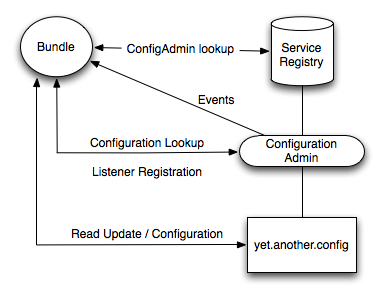 Bundle
ConfigAdmin lookup
Service
Registry
Events
Configuration Lookup
Configuration
Admin
Listener Registration
Read Update / Configuration
yet.another.config